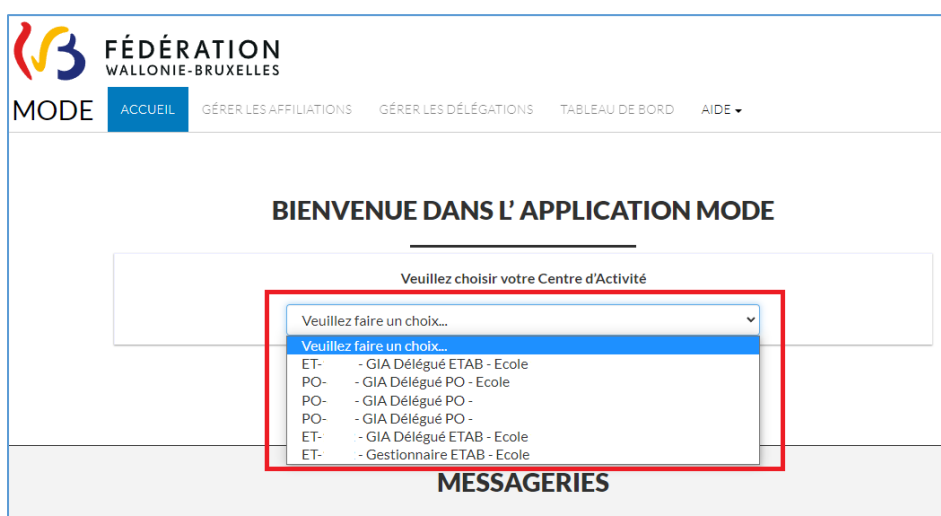 FÉDÉRATION
WALLONIE-BRUXELLES
MODE ACCUEIL GÉRER LES AFFILIATIONS GÉRER LES DÉLÉGATIONS TABLEAU DE BORD AIDE
BIENVENUE DANS L' APPLICATION MODE
Veuillez choisir votre Centre d'Activité
Veuillez faire un choix...
Veuillez faire un choix...
ET- - GIA Délégué ETAB - Ecole
PO- - GIA Délégué PO - Ecole
PO- - GIA Délégué PO -
PO- - GIA Délégué PO -
ET- - GIA Délégué ETAB - Ecole
ET- - Gestionnaire ETAB - Ecole
MESSAGERIES